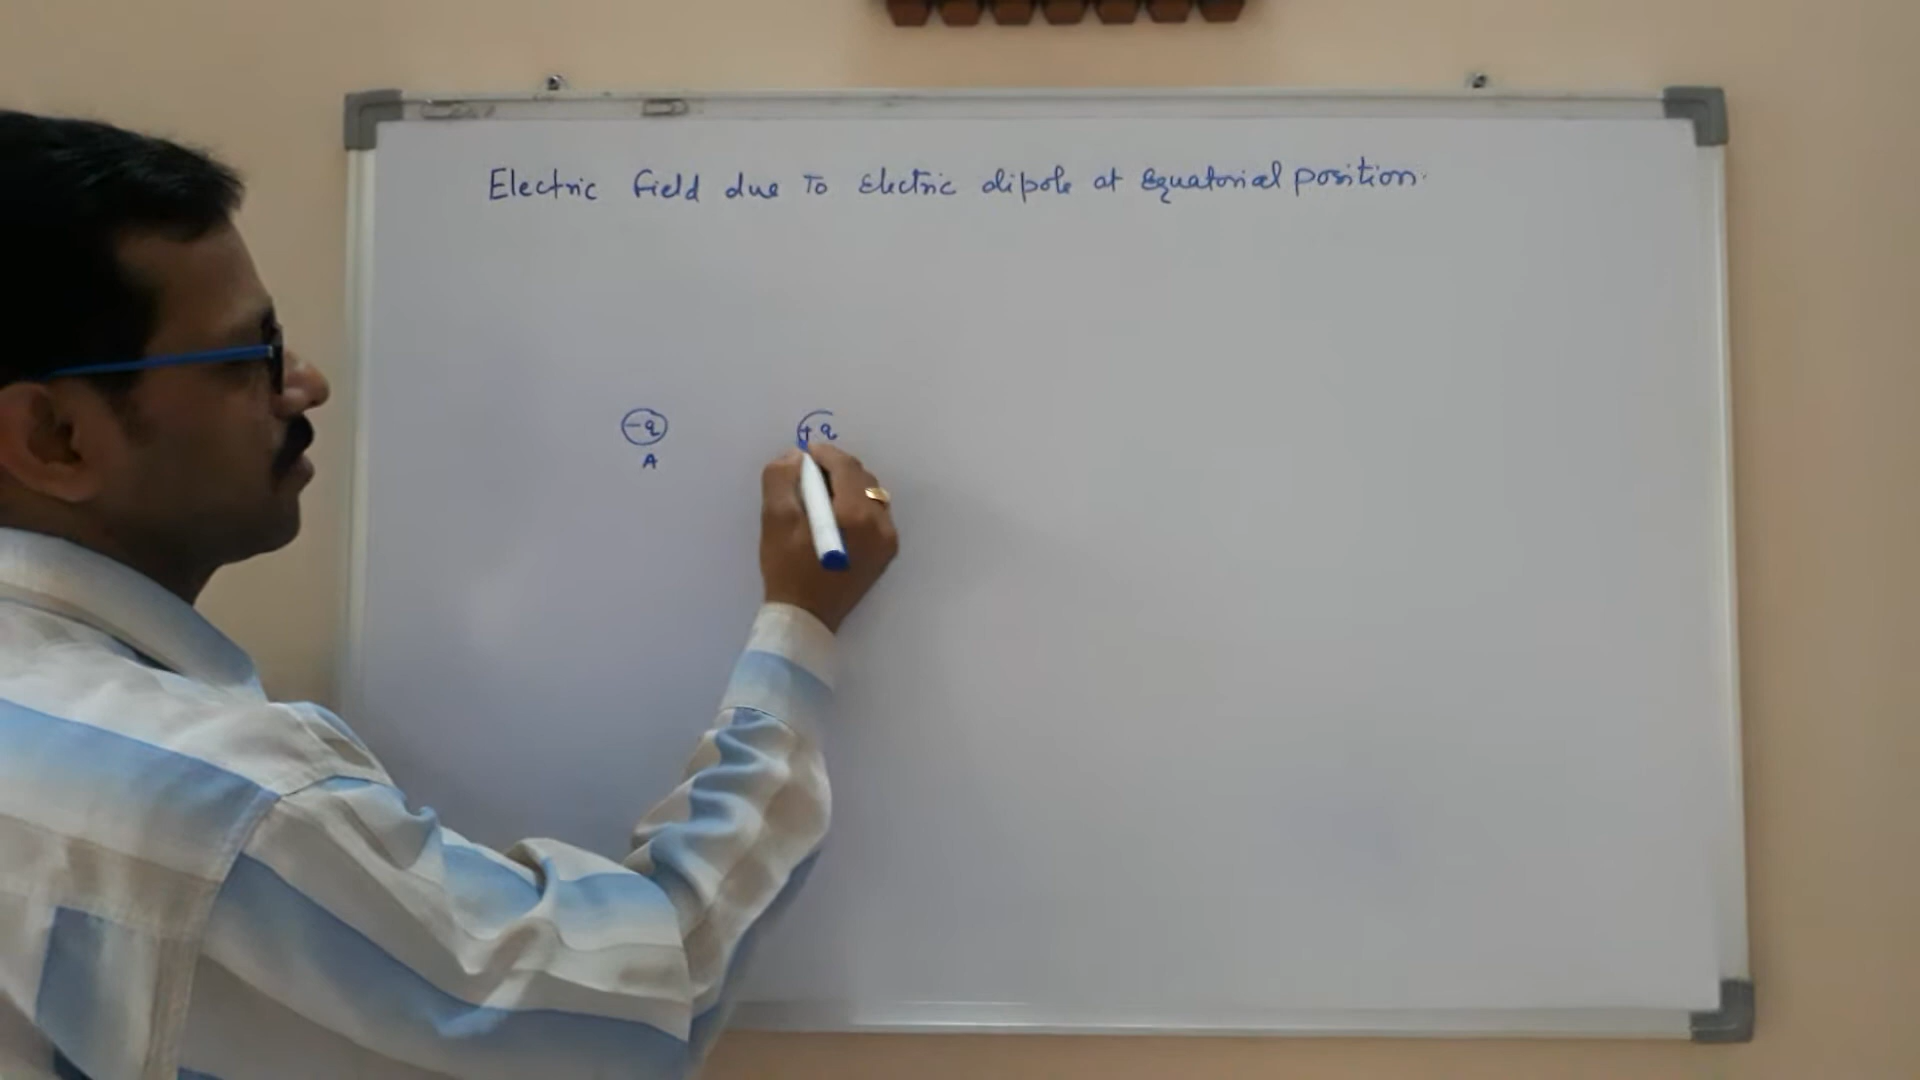 Electric field due To Electric dipole at Equatorial position.
-q +q
A